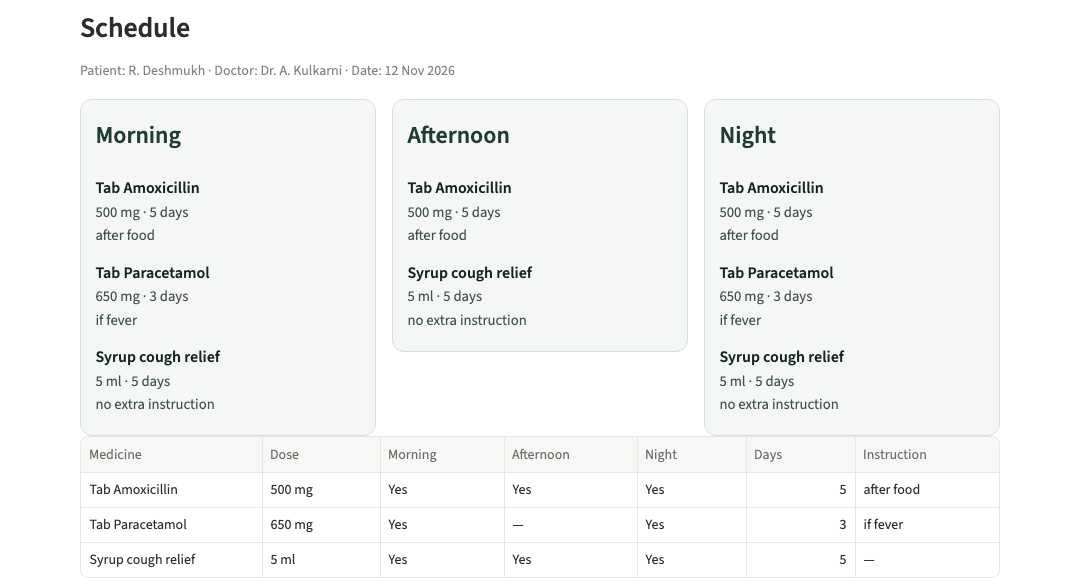 Schedule
Patient: R. Deshmukh · Doctor: Dr. A. Kulkarni · Date: 12 Nov 2026
Morning
Tab Amoxicillin
500 mg · 5 days
after food
Tab Paracetamol
650 mg · 3 days
if fever
Syrup cough relief
5 ml · 5 days
no extra instruction
Afternoon
Tab Amoxicillin
500 mg · 5 days
after food
Syrup cough relief
5 ml · 5 days
no extra instruction
Night
Tab Amoxicillin
500 mg · 5 days
after food
Tab Paracetamol
650 mg · 3 days
if fever
Syrup cough relief
5 ml · 5 days
no extra instruction
Medicine Dose Morning Afternoon Night Days Instruction
Tab Amoxicillin 500 mg Yes Yes Yes 5 after food
Tab Paracetamol 650 mg Yes — Yes 3 if fever
Syrup cough relief 5 ml Yes Yes Yes 5 —